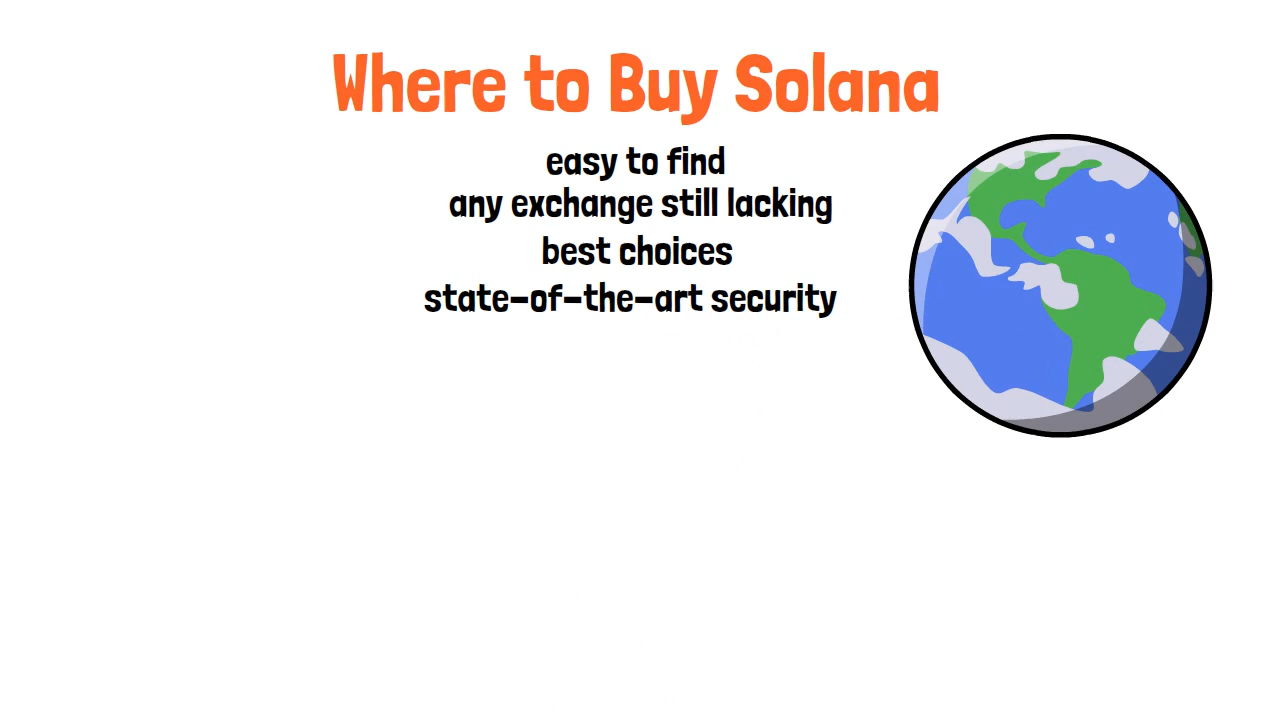 Where to Buy Solana
easy to find
any exchange still lacking
best choices
state-of-the-art security